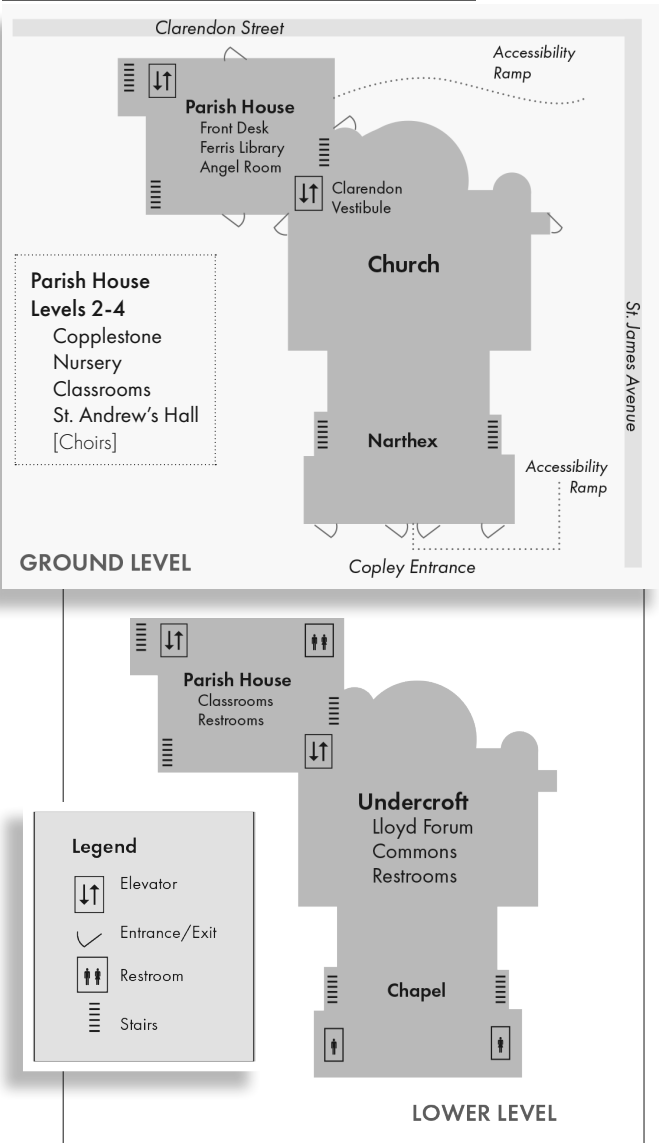 Clarendon Street
Accessibility
Ramp
Parish House
Front Desk
Ferris Library
Angel Room
Clarendon
Vestibule
Church
Parish House
Levels 2-4
Copplestone
Nursery
Classrooms
St. Andrew's Hall
[Choirs]
St. James Avenue
Narthex
Accessibility
Ramp
GROUND LEVEL
Copley Entrance
Parish House
Classrooms
Restrooms
Undercroft
Lloyd Forum
Commons
Restrooms
Legend
Elevator
Entrance/Exit
Restroom
Stairs
Chapel
LOWER LEVEL